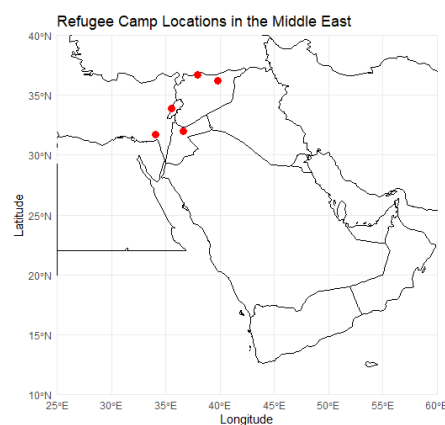 Refugee Camp Locations in the Middle East
40°N
35°N
30°N
25°N
20°N
15°N
10°N
Latitude
25°E 30°E 35°E 40°E 45°E 50°E 55°E 60°E
Longitude